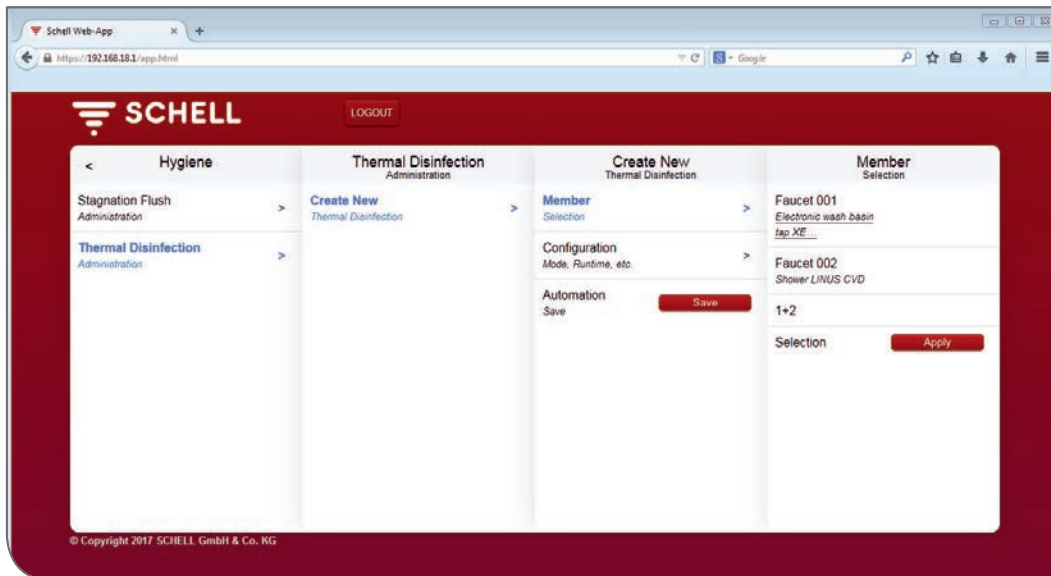 Schell Web-App
https://192.168.18.1/app.html
Google
SCHELL
LOGOUT
< Hygiene
Stagnation Flush >
Administration
Thermal Disinfection >
Administration
Thermal Disinfection
Administration
Create New >
Thermal Disinfection
Create New
Thermal Disinfection
Member >
Selection
Configuration >
Mode, Runtime, etc.
Automation
Save
Save
Member
Selection
Faucet 001
Electronic wash basin
tap XE...
Faucet 002
Shower LINUS CVD
1+2
Selection Apply
© Copyright 2017 SCHELL GmbH & Co. KG